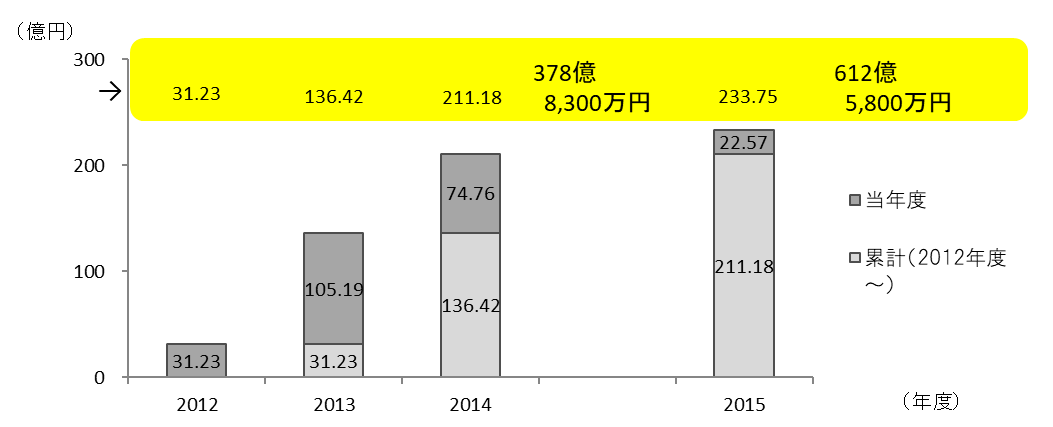 （億円）
300
200
100
0
→
31.23
136.42
211.18
378億
8,300万円
233.75
612億
5,800万円
31.23
105.19
31.23
74.76
136.42
22.57
211.18
当年度
累計（2012年度
～）
2012
2013
2014
2015
（年度）